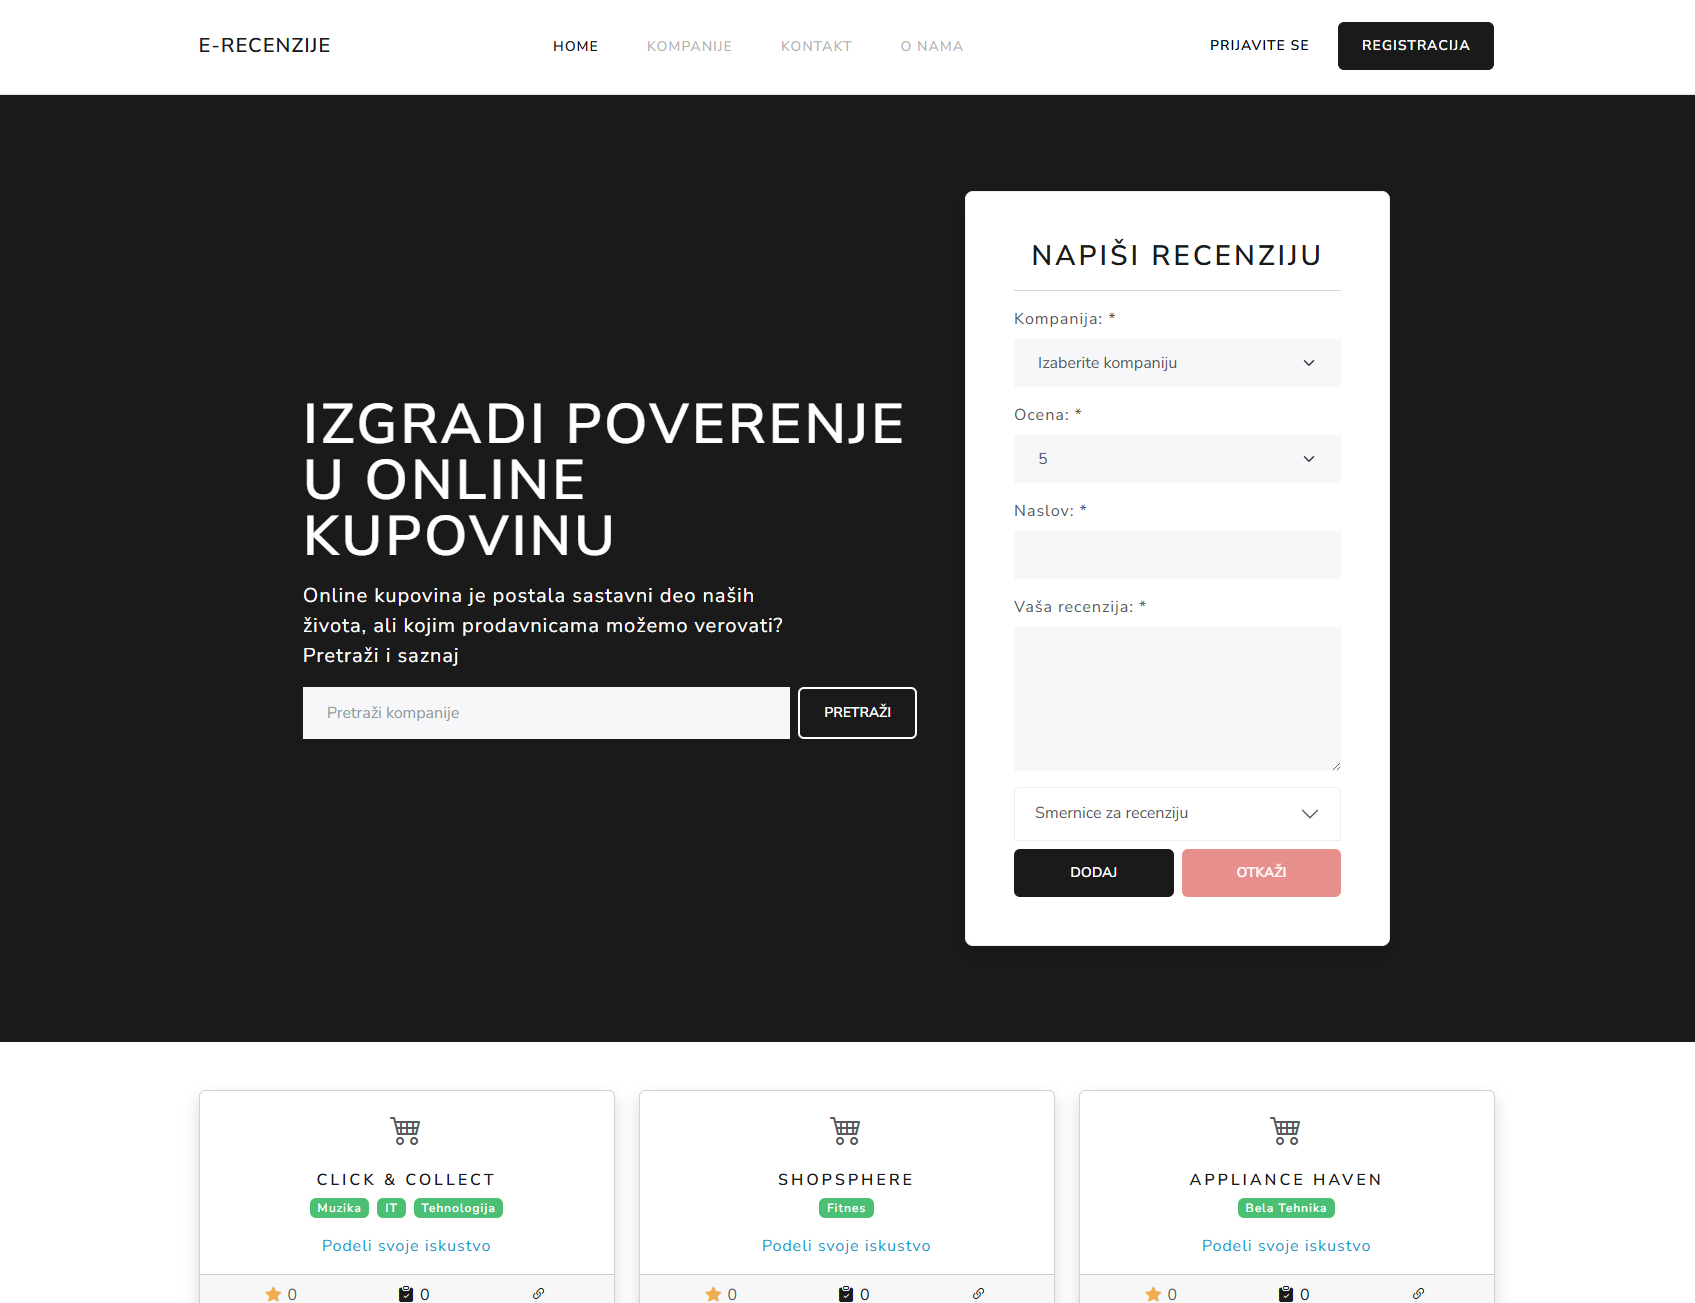 E-RECENZIJE
HOME KOMPANIJE KONTAKT O NAMA
PRIJAVITE SE REGISTRACIJA
IZGRADI POVERENJE
U ONLINE
KUPOVINU
Online kupovina je postala sastavni deo naših
života, ali kojim prodavnicama možemo verovati?
Pretraži i saznaj
Pretraži kompanije PRETRAŽI
NAPIŠI RECENZIJU
Kompanija: *
Izaberite kompaniju
Ocena: *
5
Naslov: *
Vaša recenzija: *
Smernice za recenziju
DODAJ OTKAŽI
CLICK & COLLECT
Muzika IT Tehnologija
Podeli svoje iskustvo
0 0
SHOPSPHERE
Fitnes
Podeli svoje iskustvo
0 0
APPLIANCE HAVEN
Bela Tehnika
Podeli svoje iskustvo
0 0